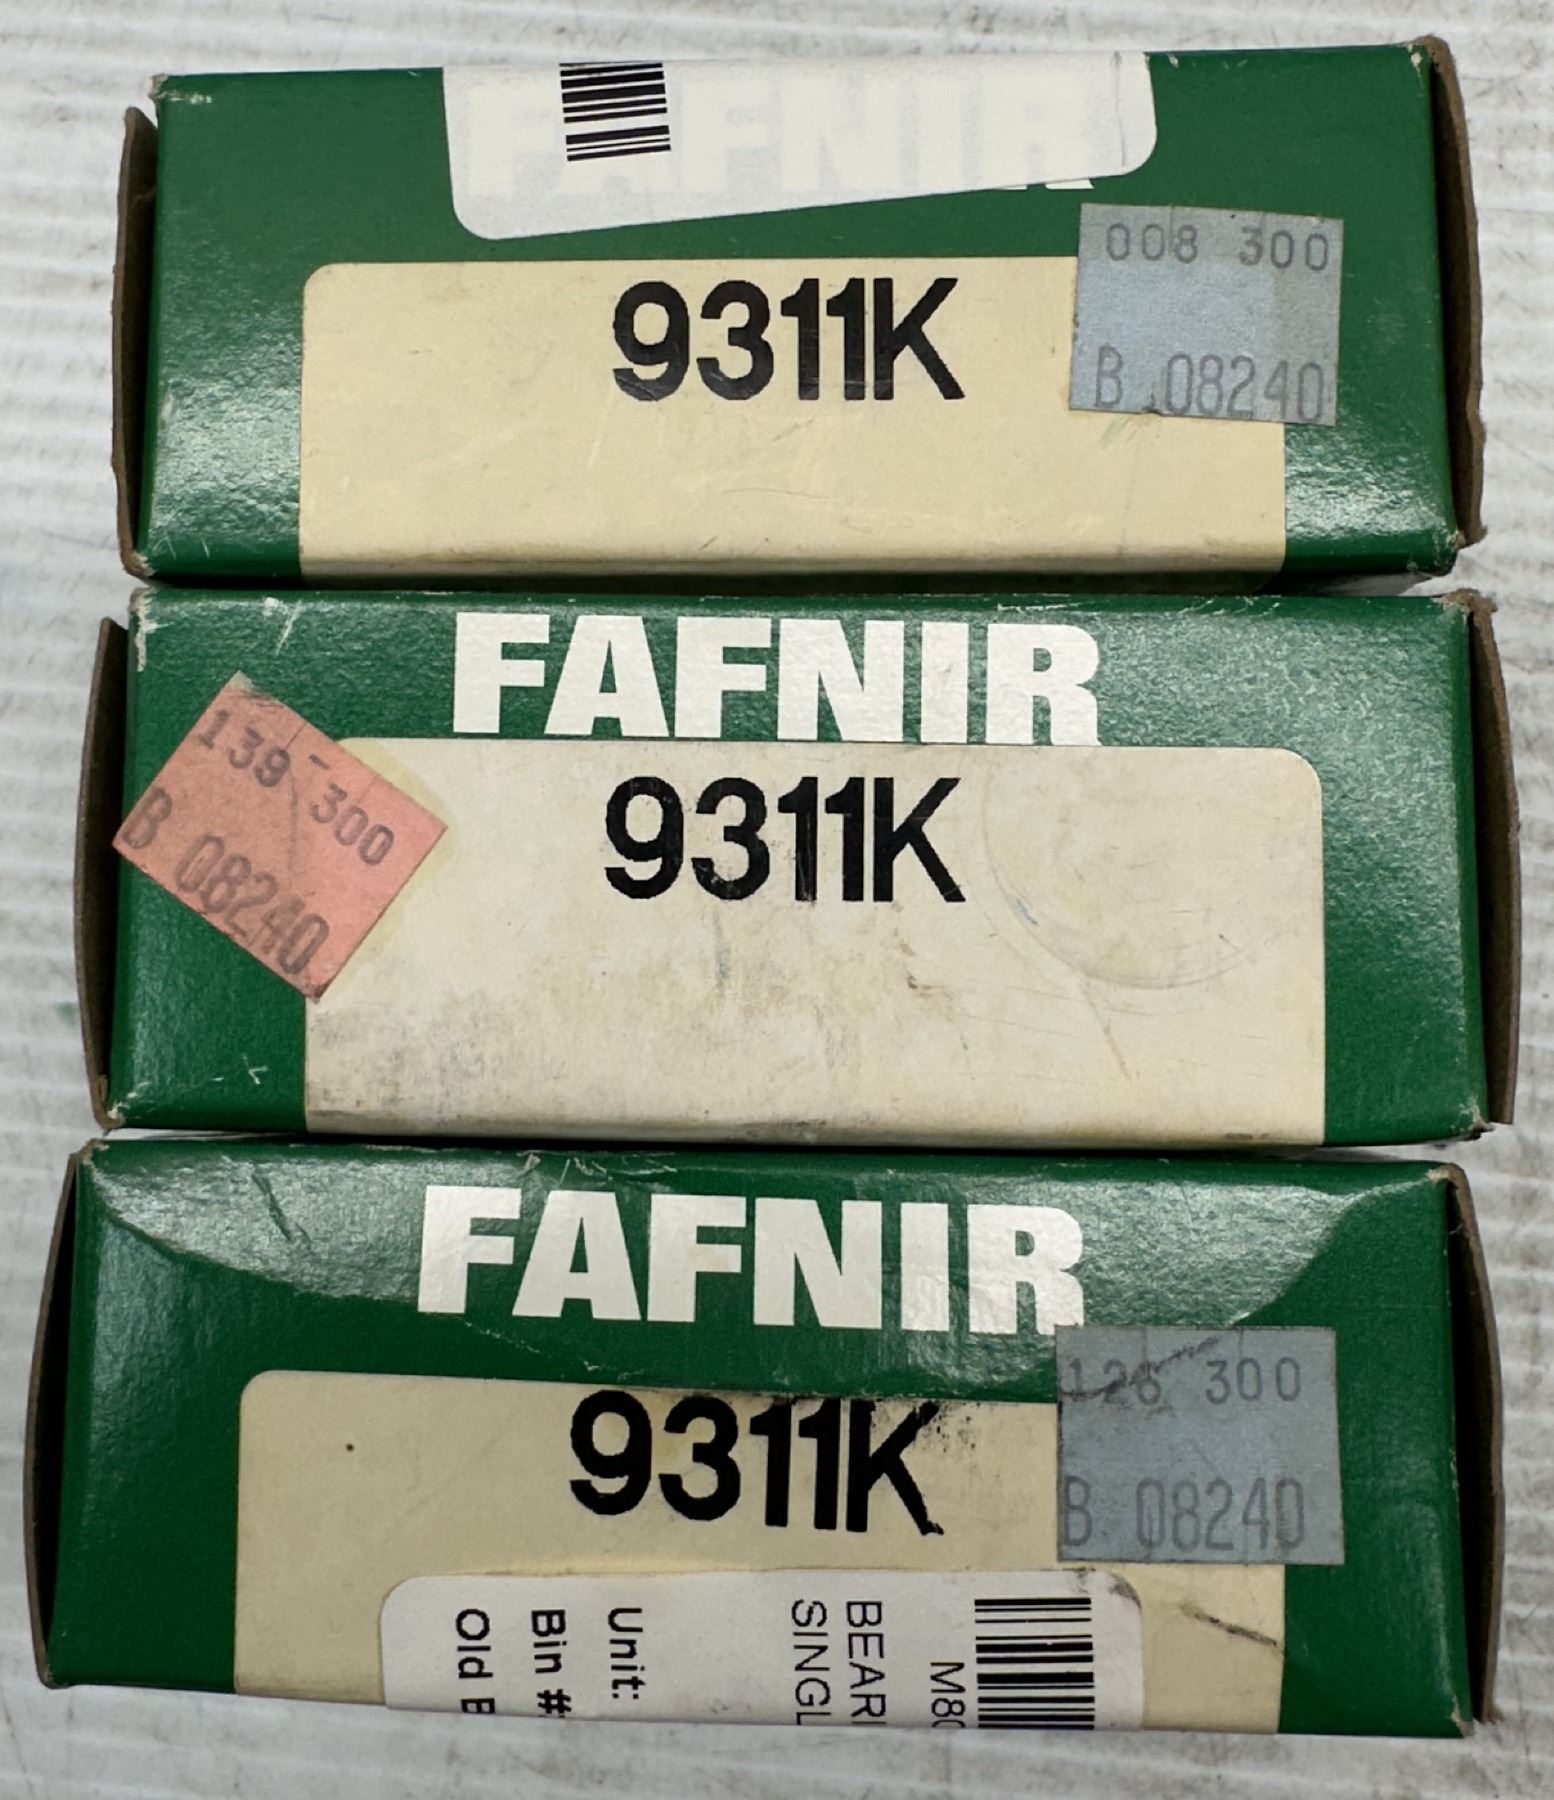 FAFNIR
008 300
9311K
B 08240
FAFNIR
139-300
B 08240
9311K
FAFNIR
126 300
9311K
B 08240
M80
BEARI
SINGL
Unit:
Bin #:
Old B